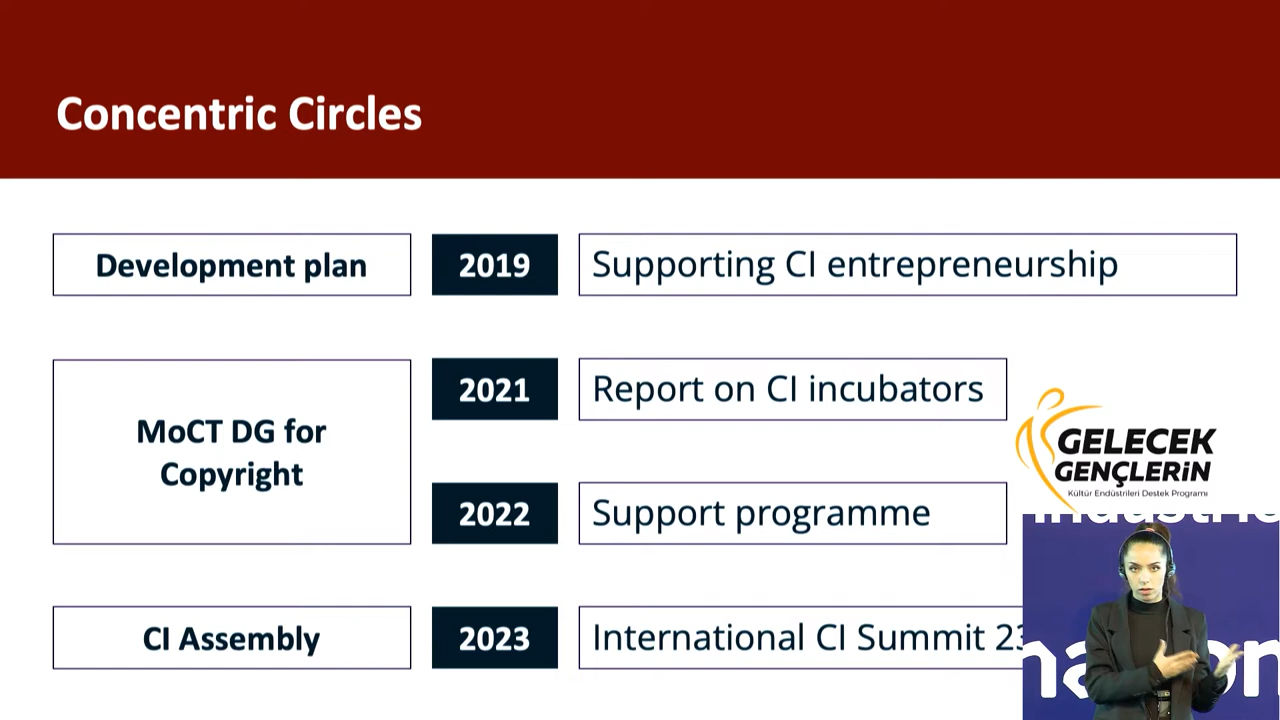 Concentric Circles
Development plan
2019
Supporting CI entrepreneurship
MoCT DG for
Copyright
2021
Report on CI incubators
2022
Support programme
CI Assembly
2023
International CI Summit 23
GELECEK
GENÇLERİN
Kültür Endüstrileri Destek Programı